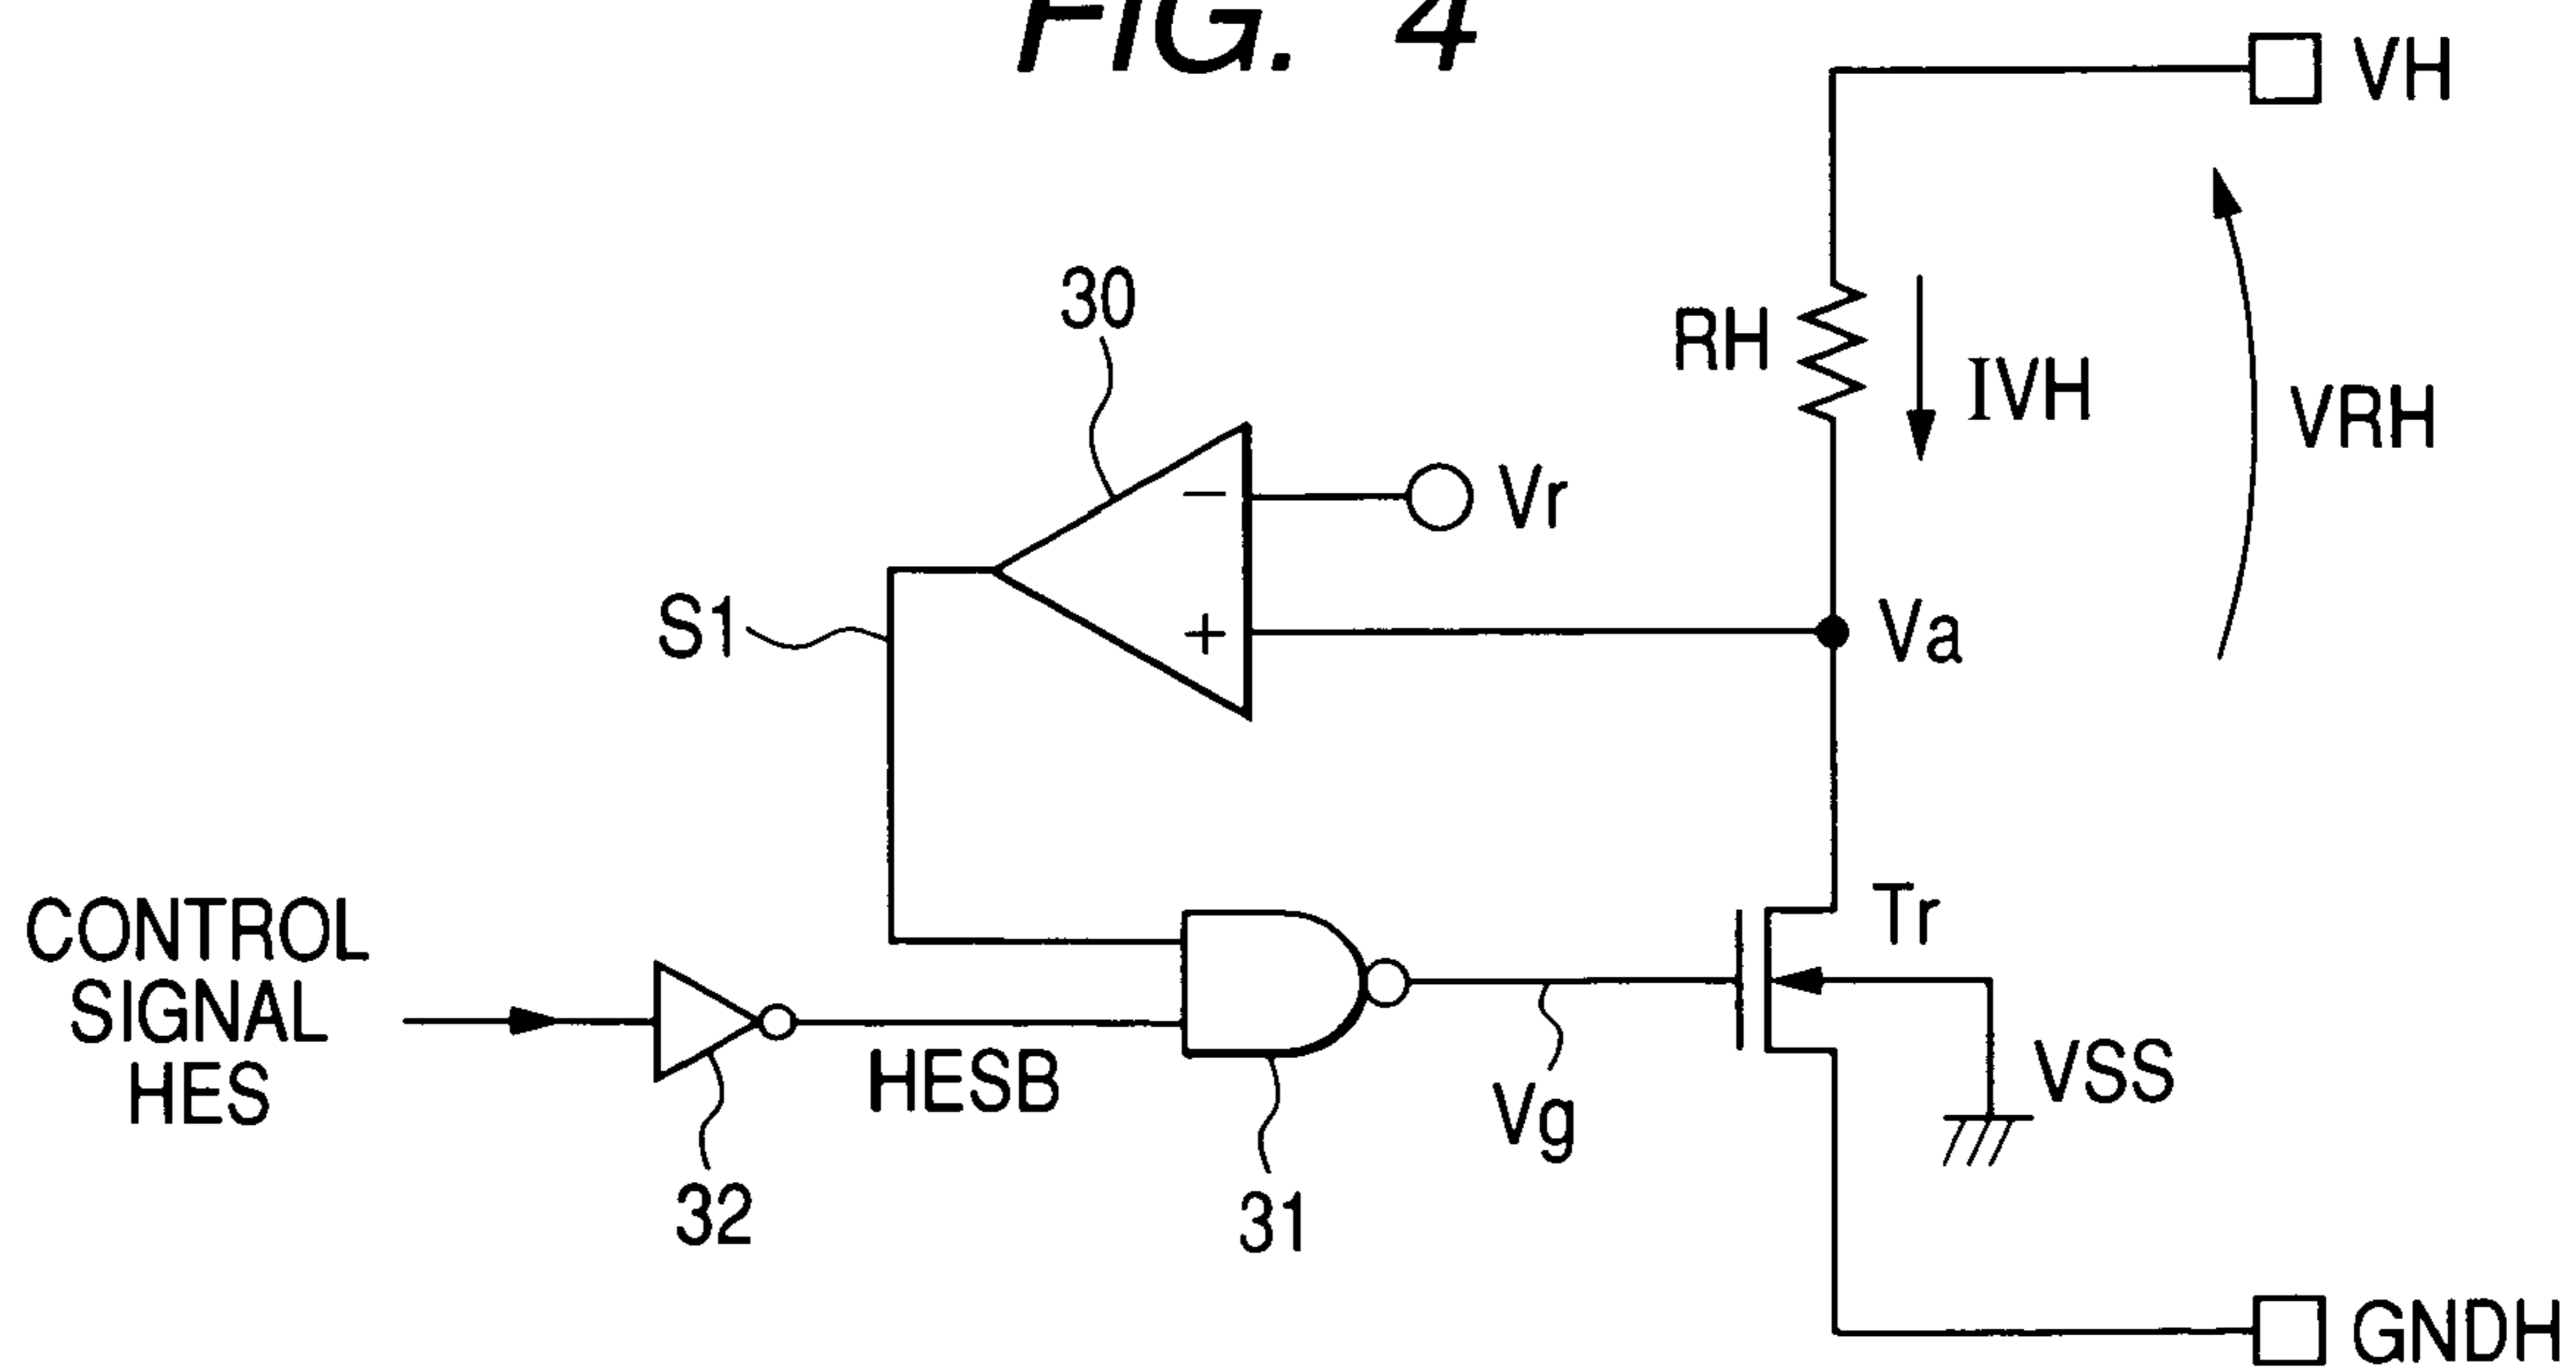 FIG. 4
VH
30
RH
IVH
VRH
Vr
−
S1
+
Va
CONTROL
SIGNAL
HES
Tr
HESB
VSS
Vg
32
31
GNDH